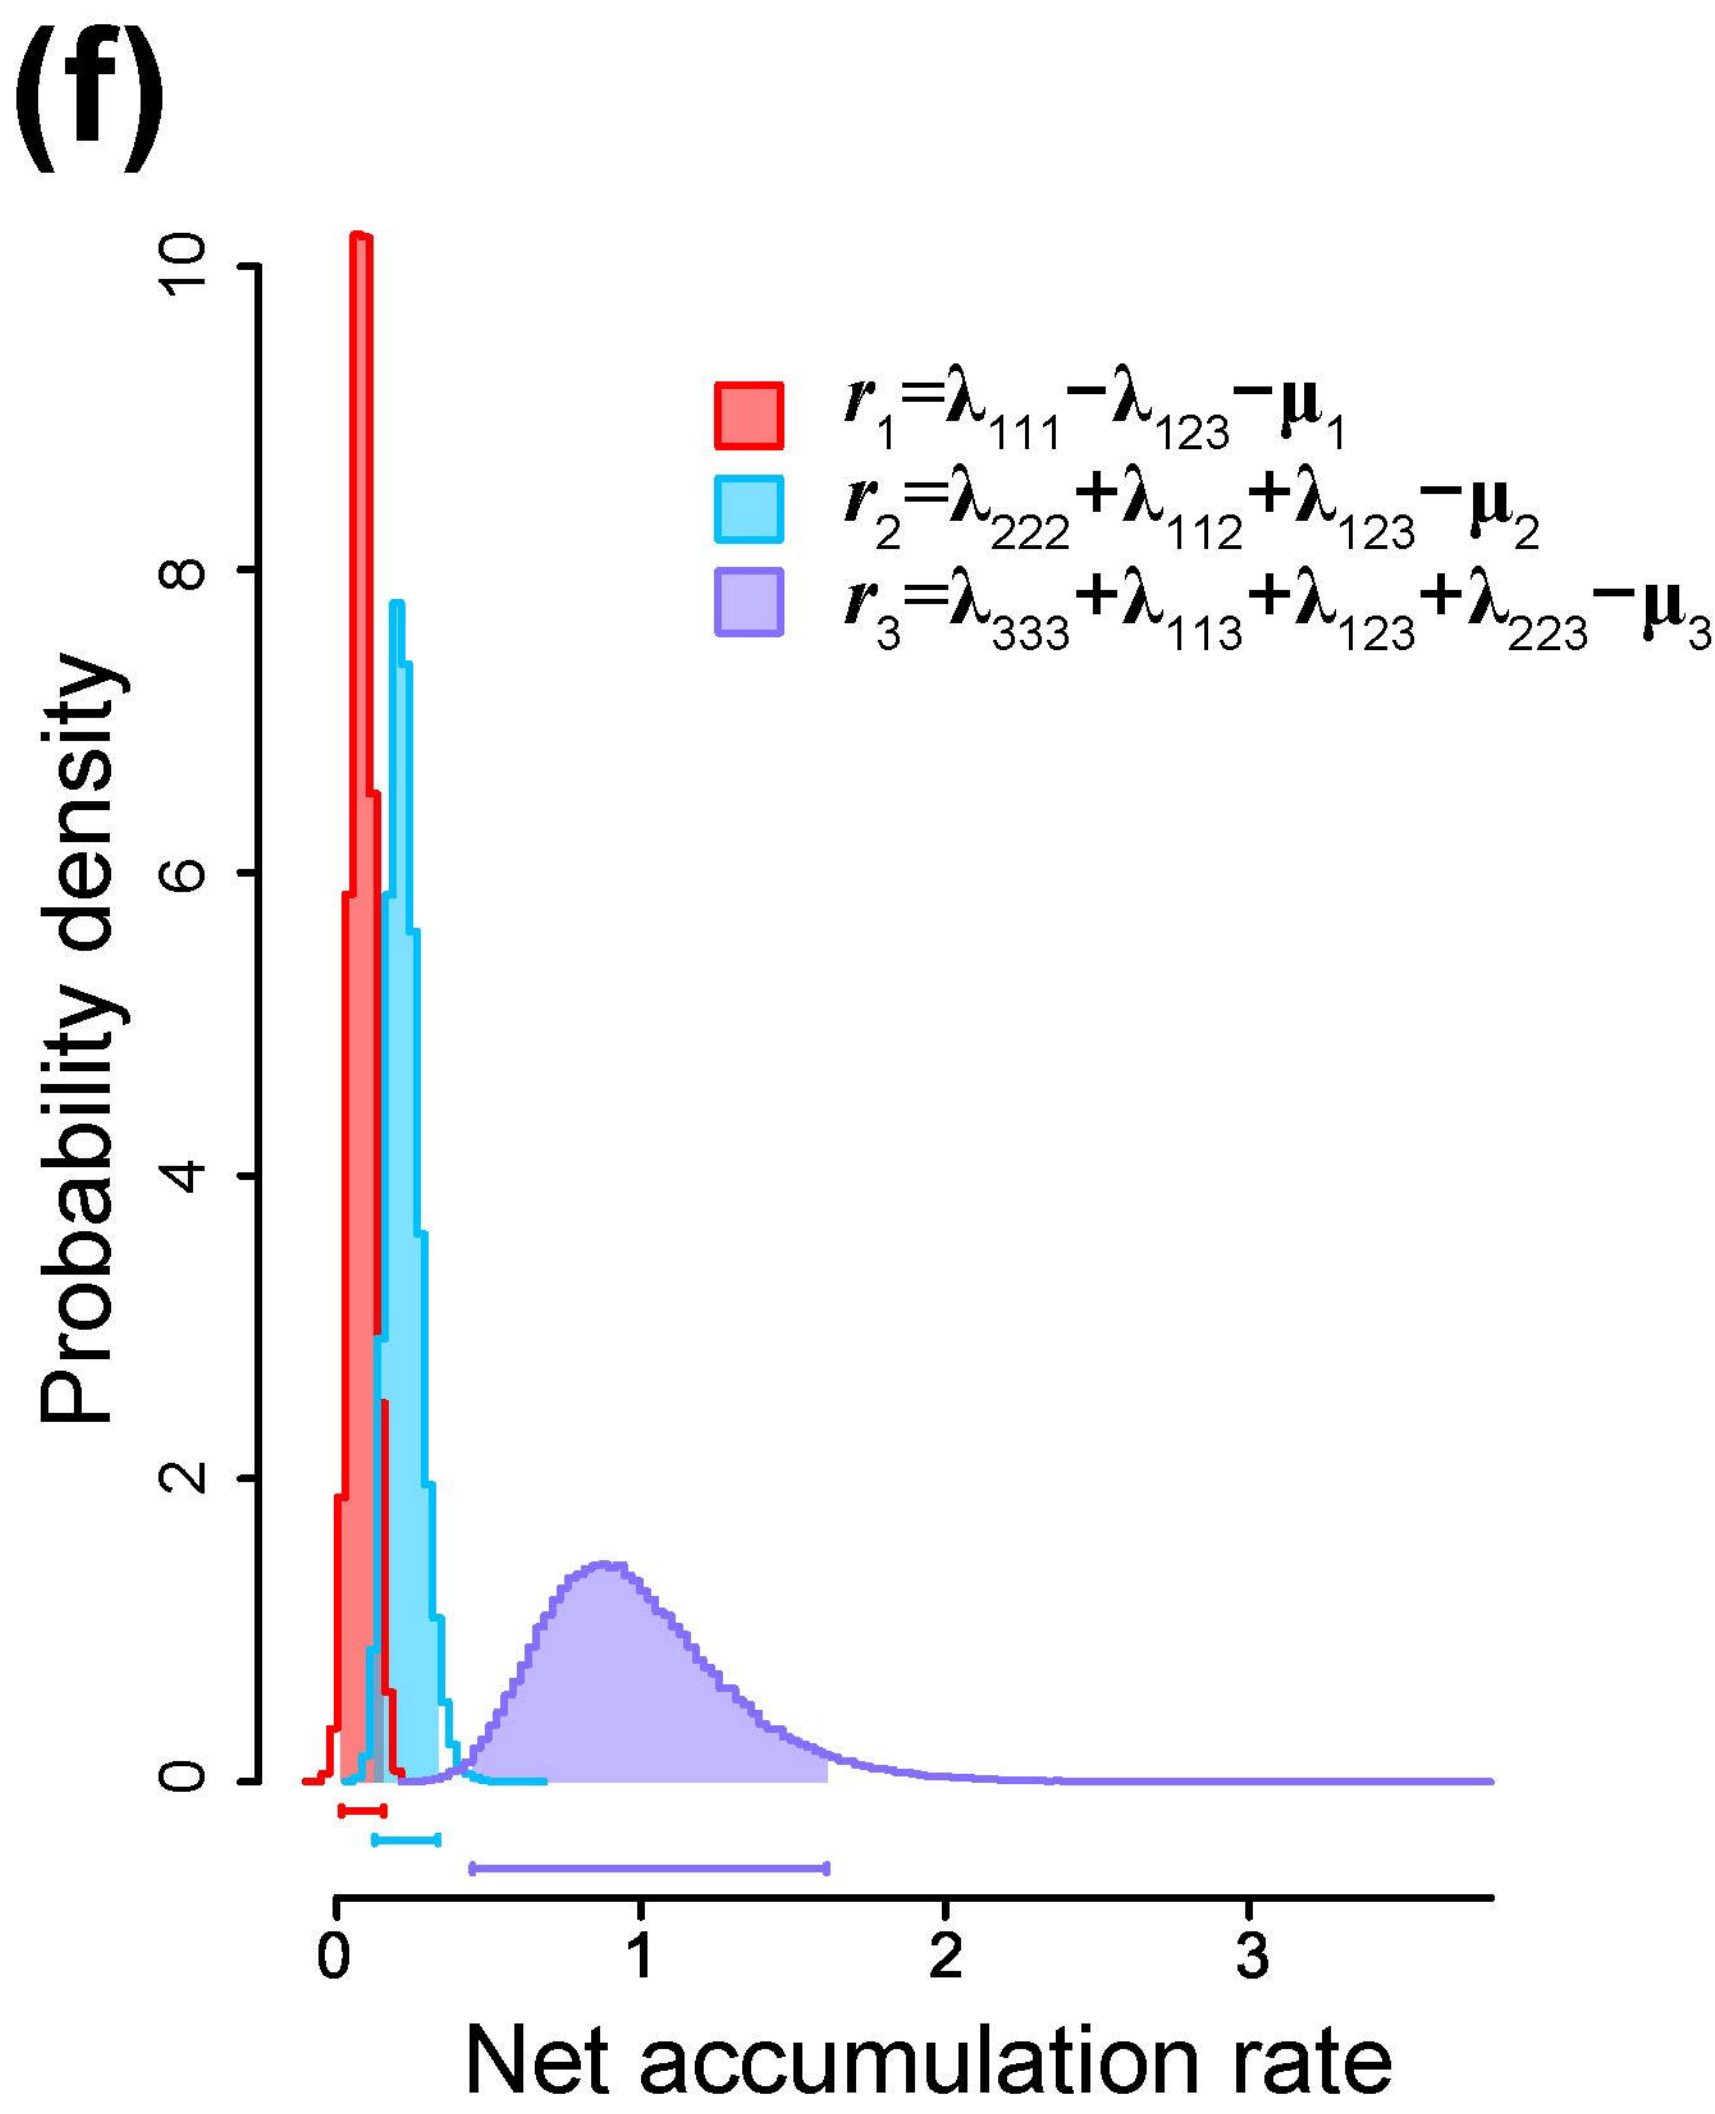 (f)
10
8
6
4
2
0
Probability density
r₁=λ₁₁₁−λ₁₂₃−μ₁
r₂=λ₂₂₂+λ₁₁₂+λ₁₂₃−μ₂
r₃=λ₃₃₃+λ₁₁₃+λ₁₂₃+λ₂₂₃−μ₃
0 1 2 3
Net accumulation rate